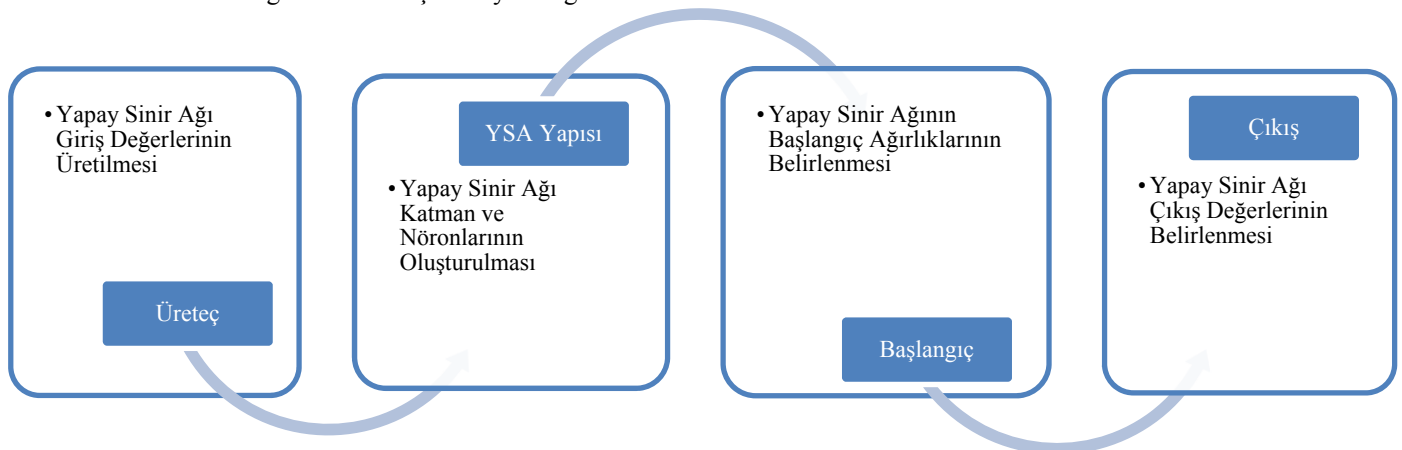 • Yapay Sinir Ağı
Giriş Değerlerinin
Üretilmesi
Üreteç
YSA Yapısı
• Yapay Sinir Ağı
Katman ve
Nöronlarının
Oluşturulması
• Yapay Sinir Ağının
Başlangıç Ağırlıklarının
Belirlenmesi
Başlangıç
Çıkış
• Yapay Sinir Ağı
Çıkış Değerlerinin
Belirlenmesi